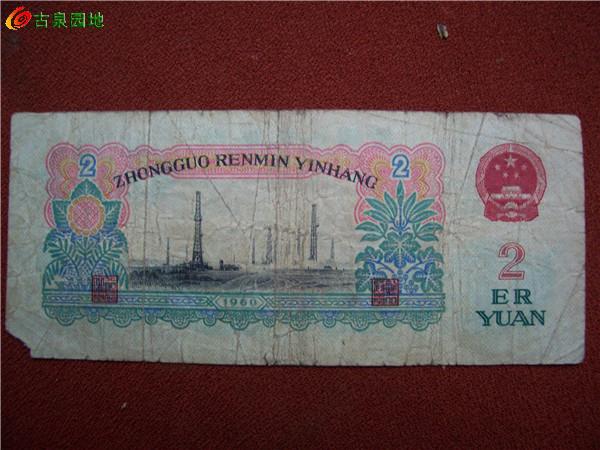 古泉园地
2 ZHONGGUO RENMIN YINHANG 2
1960
2
ER
YUAN